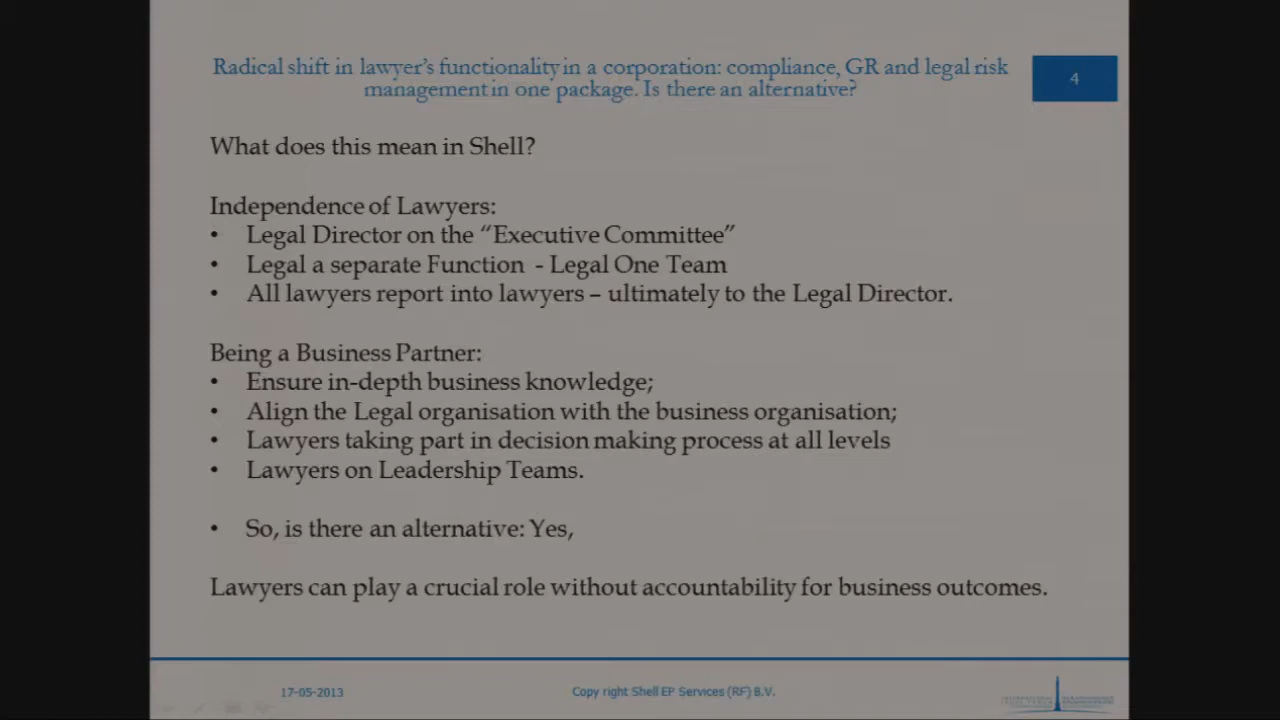 Radical shift in lawyer's functionality in a corporation: compliance, GR and legal risk
management in one package. Is there an alternative?
4
What does this mean in Shell?
Independence of Lawyers:
• Legal Director on the “Executive Committee”
• Legal a separate Function - Legal One Team
• All lawyers report into lawyers – ultimately to the Legal Director.
Being a Business Partner:
• Ensure in-depth business knowledge;
• Align the Legal organisation with the business organisation;
• Lawyers taking part in decision making process at all levels
• Lawyers on Leadership Teams.
• So, is there an alternative: Yes,
Lawyers can play a crucial role without accountability for business outcomes.
17-05-2013
Copy right Shell EP Services (RF) B.V.